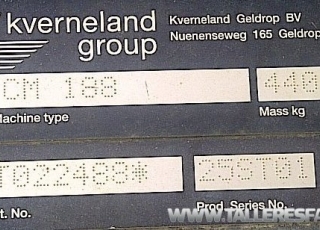 kverneland
group
Kverneland Geldrop BV
Nuenenseweg 165 Geldrop
CM 188 440
Machine type Mass kg
T022488* 25ST01
t. No. Prod. Series No.
WWW.TALLERESFO